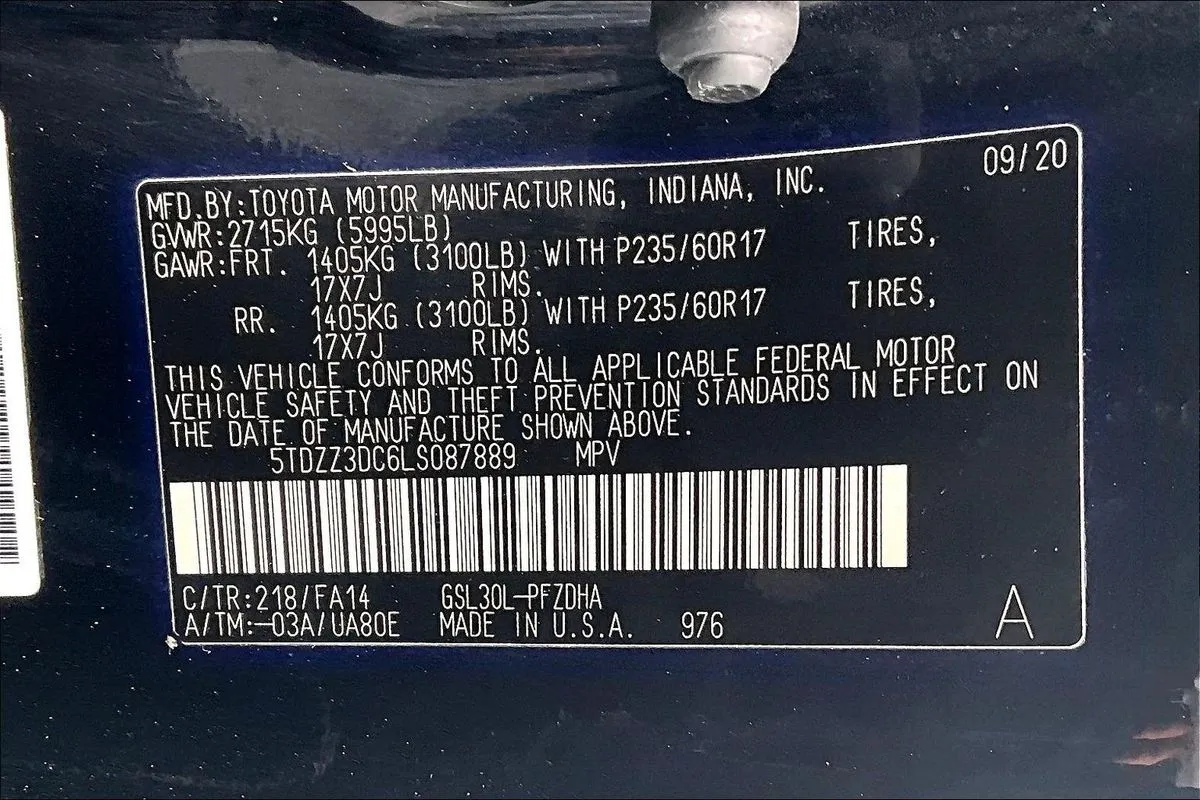 09/20
MFD.BY:TOYOTA MOTOR MANUFACTURING, INDIANA, INC.
GVWR:2715KG (5995LB)
GAWR:FRT. 1405KG (3100LB) WITH P235/60R17 TIRES,
17X7J RIMS.
RR. 1405KG (3100LB) WITH P235/60R17 TIRES,
17X7J RIMS.
THIS VEHICLE CONFORMS TO ALL APPLICABLE FEDERAL MOTOR
VEHICLE SAFETY AND THEFT PREVENTION STANDARDS IN EFFECT ON
THE DATE OF MANUFACTURE SHOWN ABOVE.
5TDZZ3DC6LS087889 MPV
C/TR:218/FA14 GSL30L-PFZDHA
A/TM:-03A/UA80E MADE IN U.S.A. 976
A